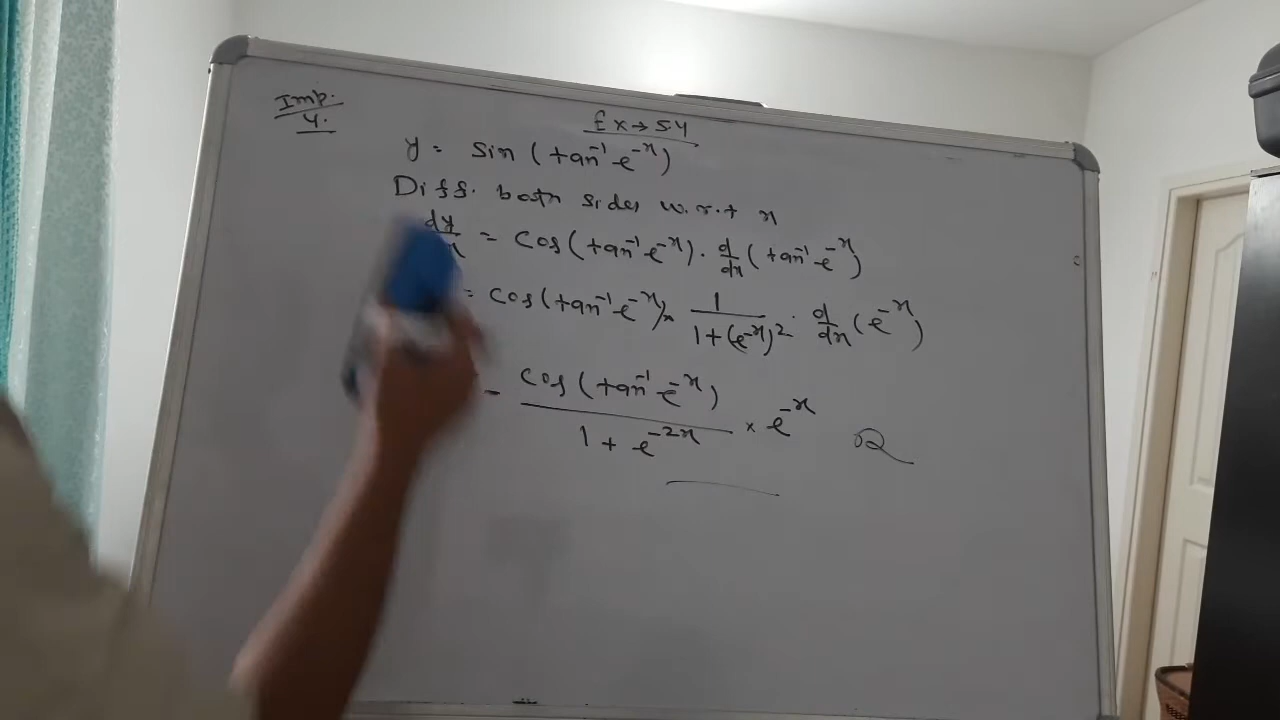 Imp.
4.
Ex → 5.4
y = sin (tan⁻¹ e⁻ˣ)
Diff. both sides w.r.t x
dy = cos(tan⁻¹ e⁻ˣ) . d/dx (tan⁻¹ e⁻ˣ)
= cos(tan⁻¹ e⁻ˣ) × 1/1+(e⁻ˣ)² . d/dx (e⁻ˣ)
- cos(tan⁻¹ e⁻ˣ)/1 + e⁻²ˣ × e⁻ˣ